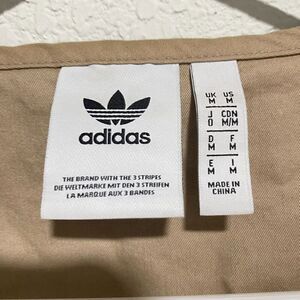 adidas
THE BRAND WITH THE 3 STRIPES
DIE WELTMARKE MIT DEN 3 STREIFEN
LA MARQUE AUX 3 BANDES
UK US
M M
J CDN
O M/M
D F
M M
E I
M M
MADE IN
CHINA